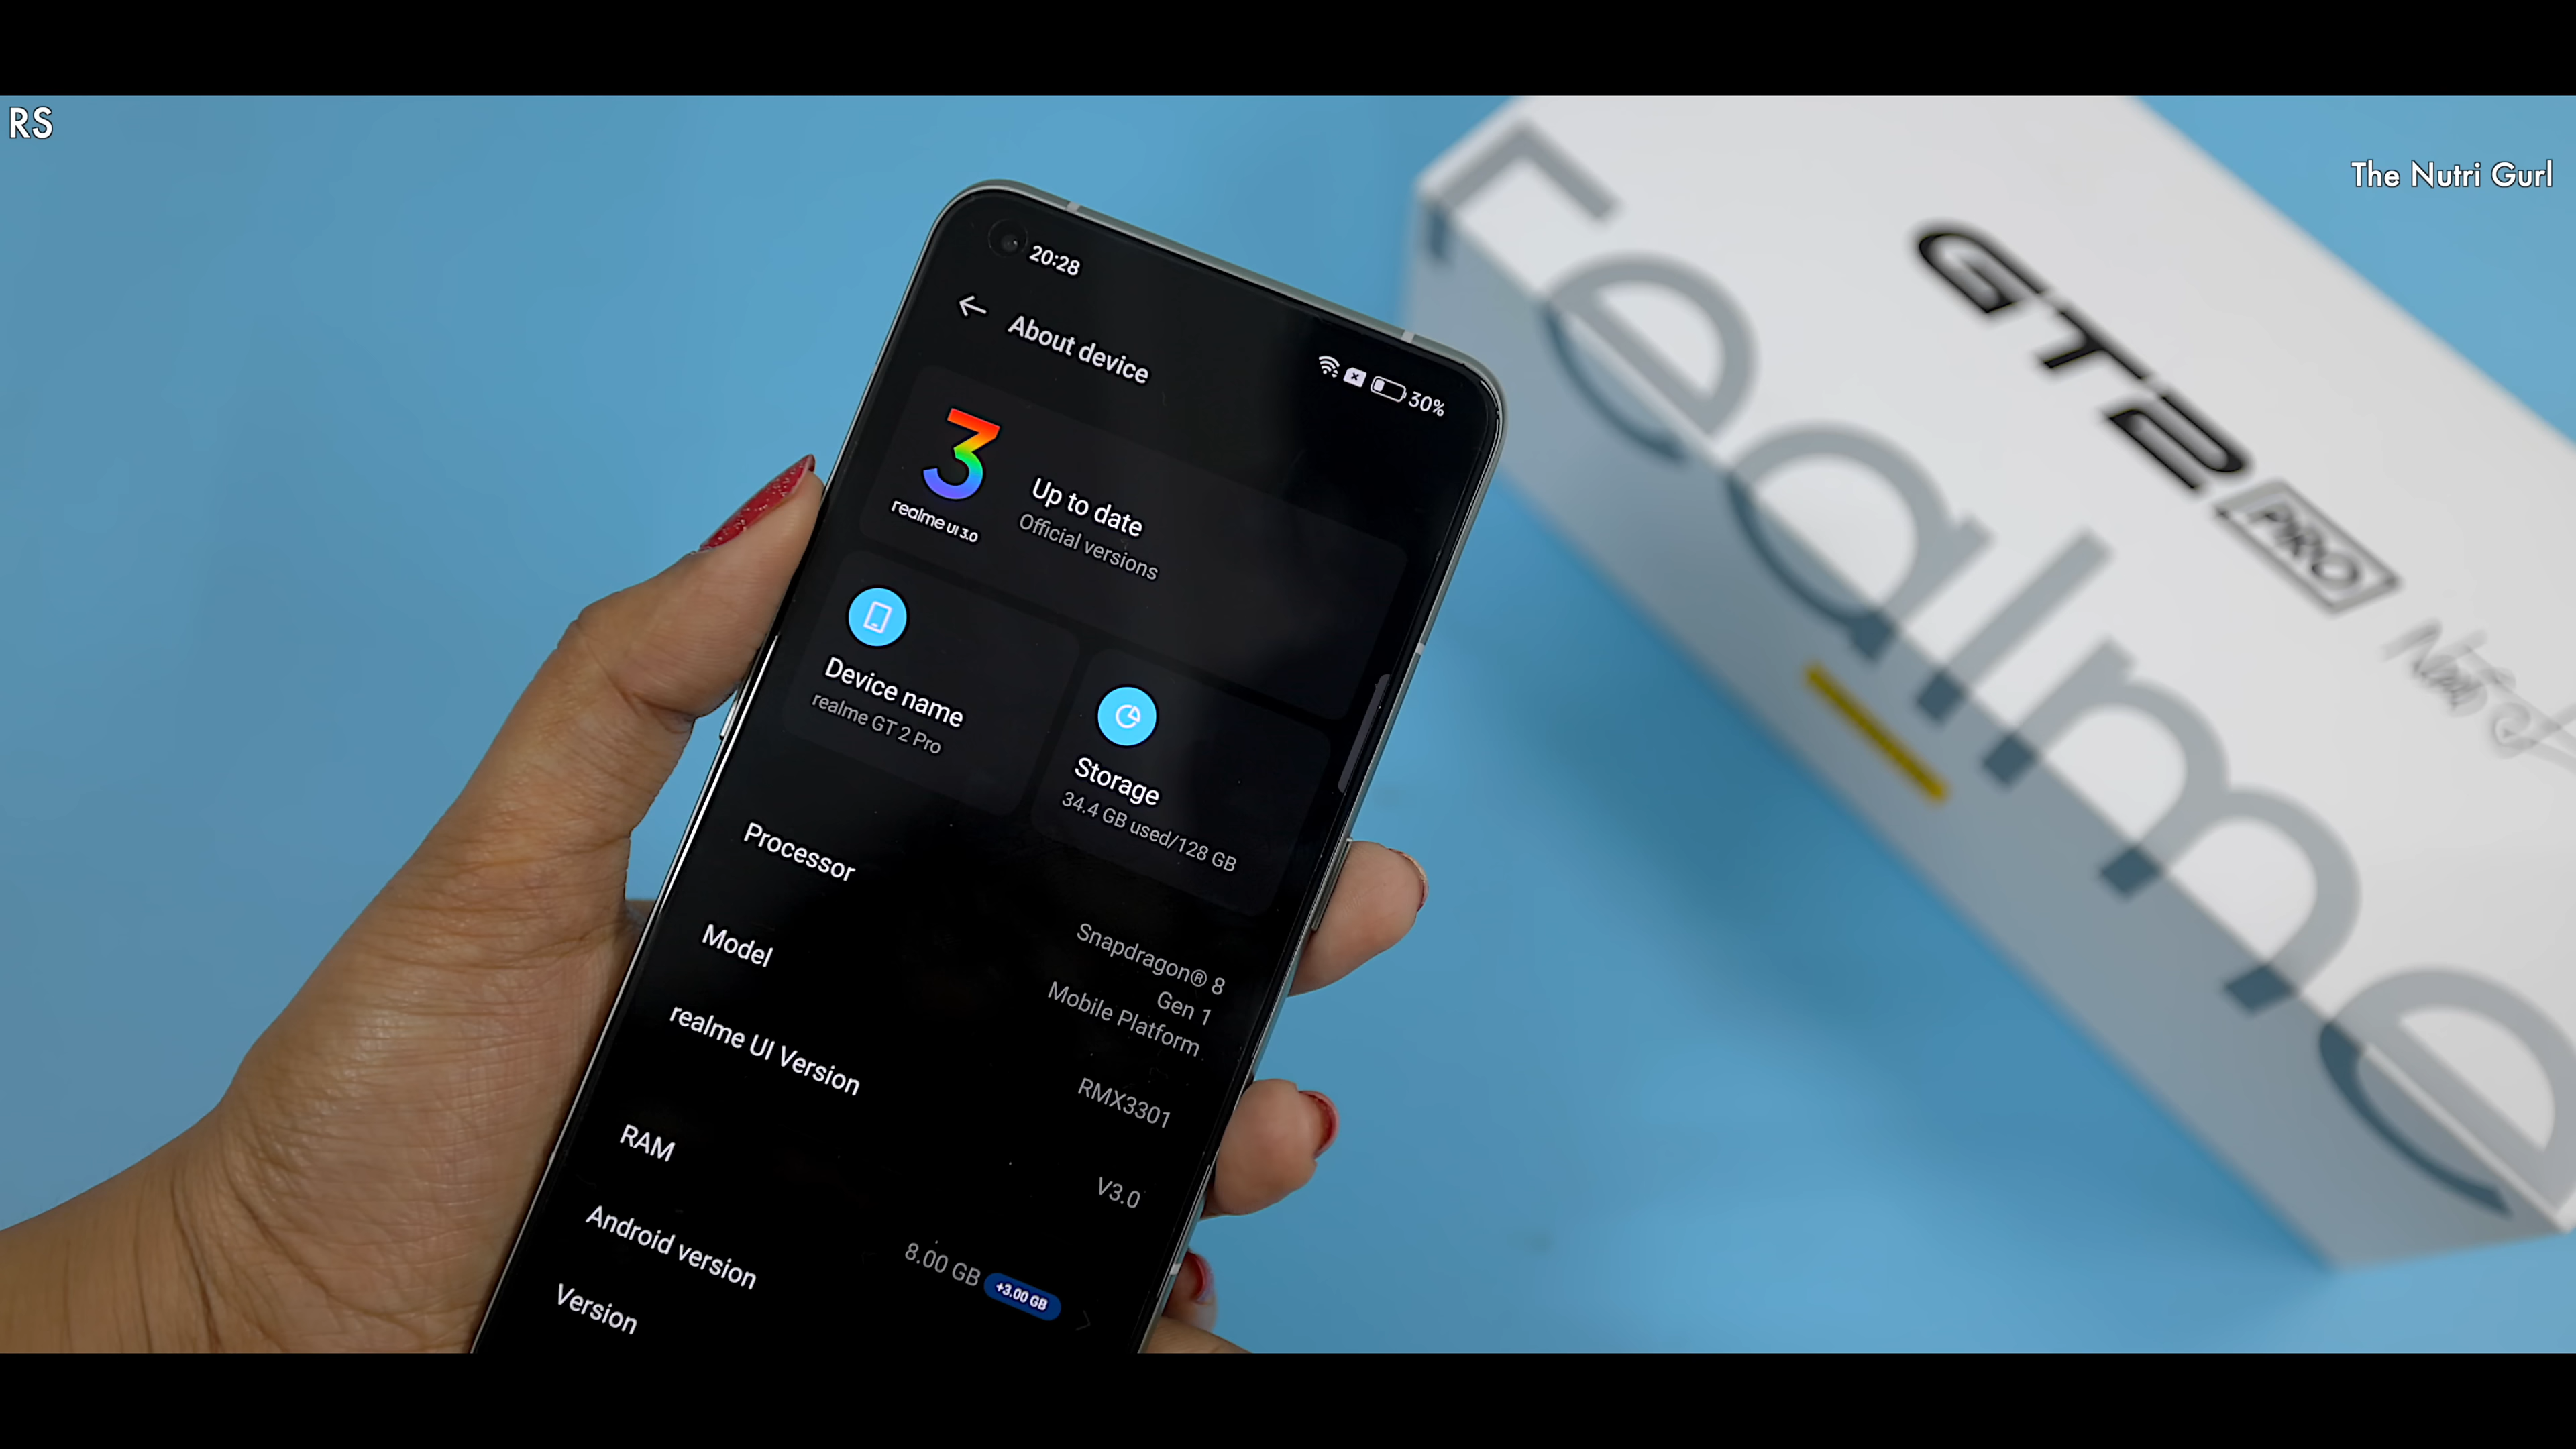 RS
The Nutri Gurl
20:28
30%
About device
3
realme UI 3.0
Up to date
Official versions
Device name
realme GT 2 Pro
Storage
34.4 GB used/128 GB
Processor
Snapdragon® 8
Gen 1
Mobile Platform
Model
RMX3301
realme UI Version
V3.0
RAM
8.00 GB +3.00 GB
Android version
Version
realme
GT2 PRO